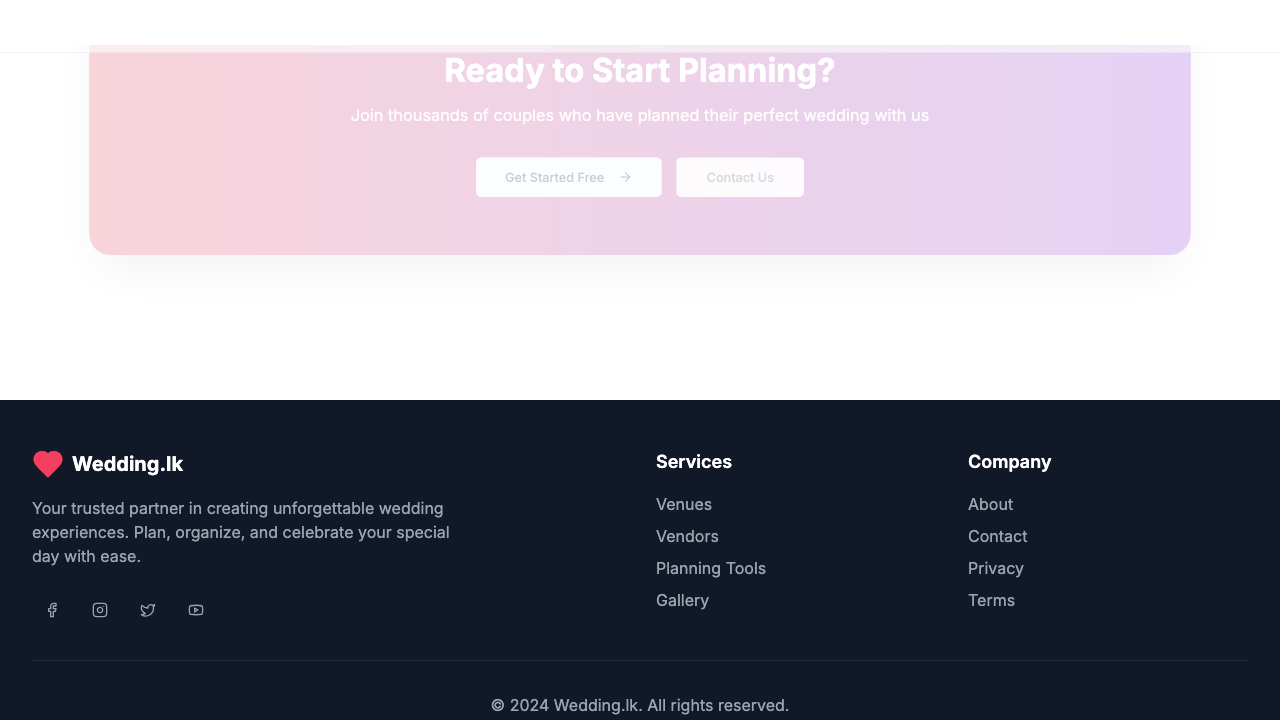 Ready to Start Planning?
Join thousands of couples who have planned their perfect wedding with us
Get Started Free
Contact Us
Wedding.lk
Your trusted partner in creating unforgettable wedding
experiences. Plan, organize, and celebrate your special
day with ease.
Services
Venues
Vendors
Planning Tools
Gallery
Company
About
Contact
Privacy
Terms
© 2024 Wedding.lk. All rights reserved.